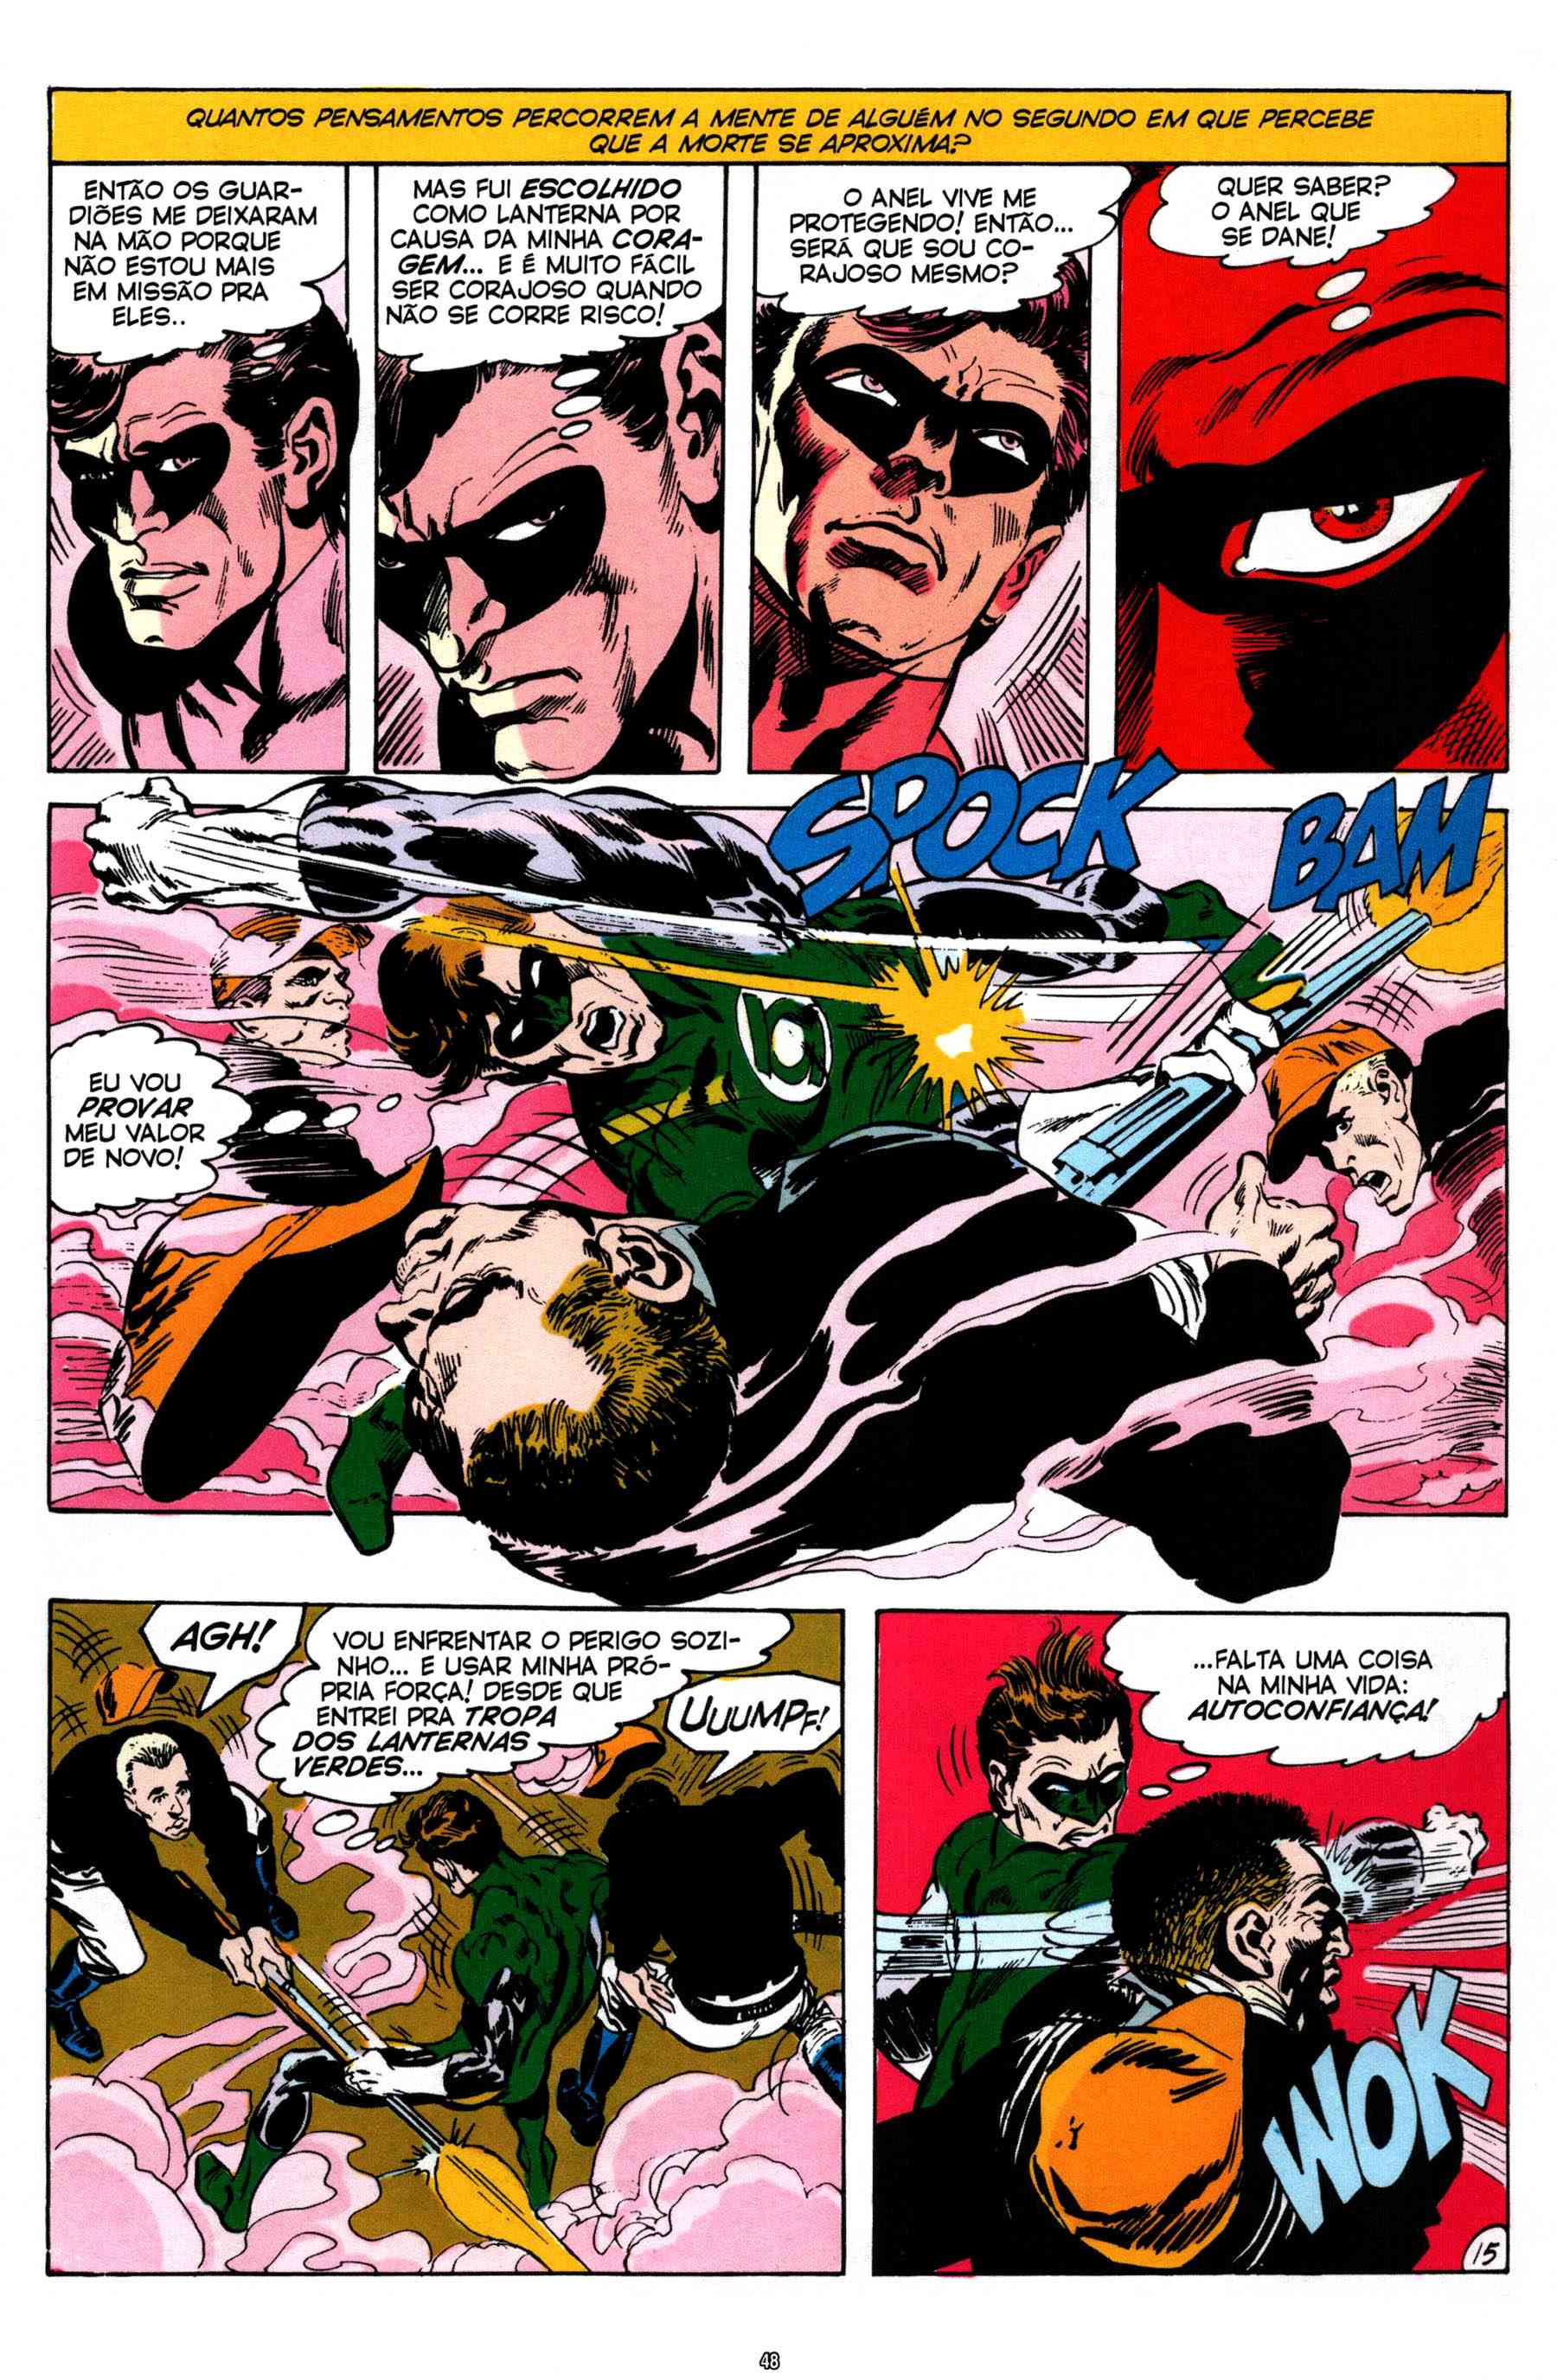 QUANTOS PENSAMENTOS PERCORREM A MENTE DE ALGUÉM NO SEGUNDO EM QUE PERCEBE
QUE A MORTE SE APROXIMA?
ENTÃO OS GUAR-
DIÕES ME DEIXARAM
NA MÃO PORQUE
NÃO ESTOU MAIS
EM MISSÃO PRA
ELES..
MAS FUI ESCOLHIDO
COMO LANTERNA POR
CAUSA DA MINHA CORA-
GEM... E É MUITO FÁCIL
SER CORAJOSO QUANDO
NÃO SE CORRE RISCO!
O ANEL VIVE ME
PROTEGENDO! ENTÃO...
SERÁ QUE SOU CO-
RAJOSO MESMO?
QUER SABER?
O ANEL QUE
SE DANE!
SPOCK
BAM
EU VOU
PROVAR
MEU VALOR
DE NOVO!
AGH!
VOU ENFRENTAR O PERIGO SOZI-
NHO... E USAR MINHA PRÓ-
PRIA FORÇA! DESDE QUE
ENTREI PRA TROPA
DOS LANTERNAS
VERDES...
UUUMPF!
...FALTA UMA COISA
NA MINHA VIDA:
AUTOCONFIANÇA!
WOK
15
48